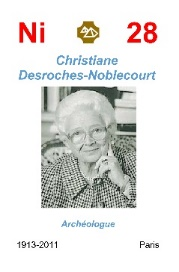 Ni 28
Christiane
Desroches-Noblecourt
Archéologue
1913-2011 Paris